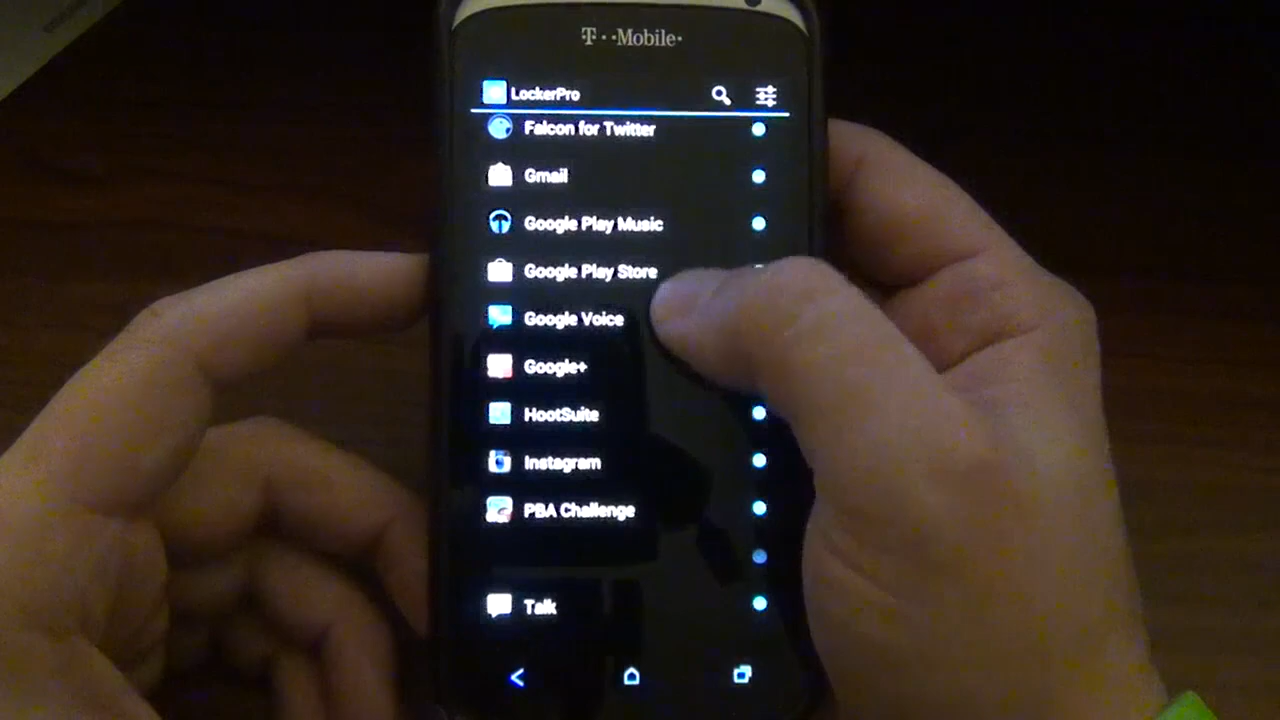 T··Mobile·
LockerPro
Falcon for Twitter
Gmail
Google Play Music
Google Play Store
Google Voice
Google+
HootSuite
Instagram
PBA Challenge
Talk